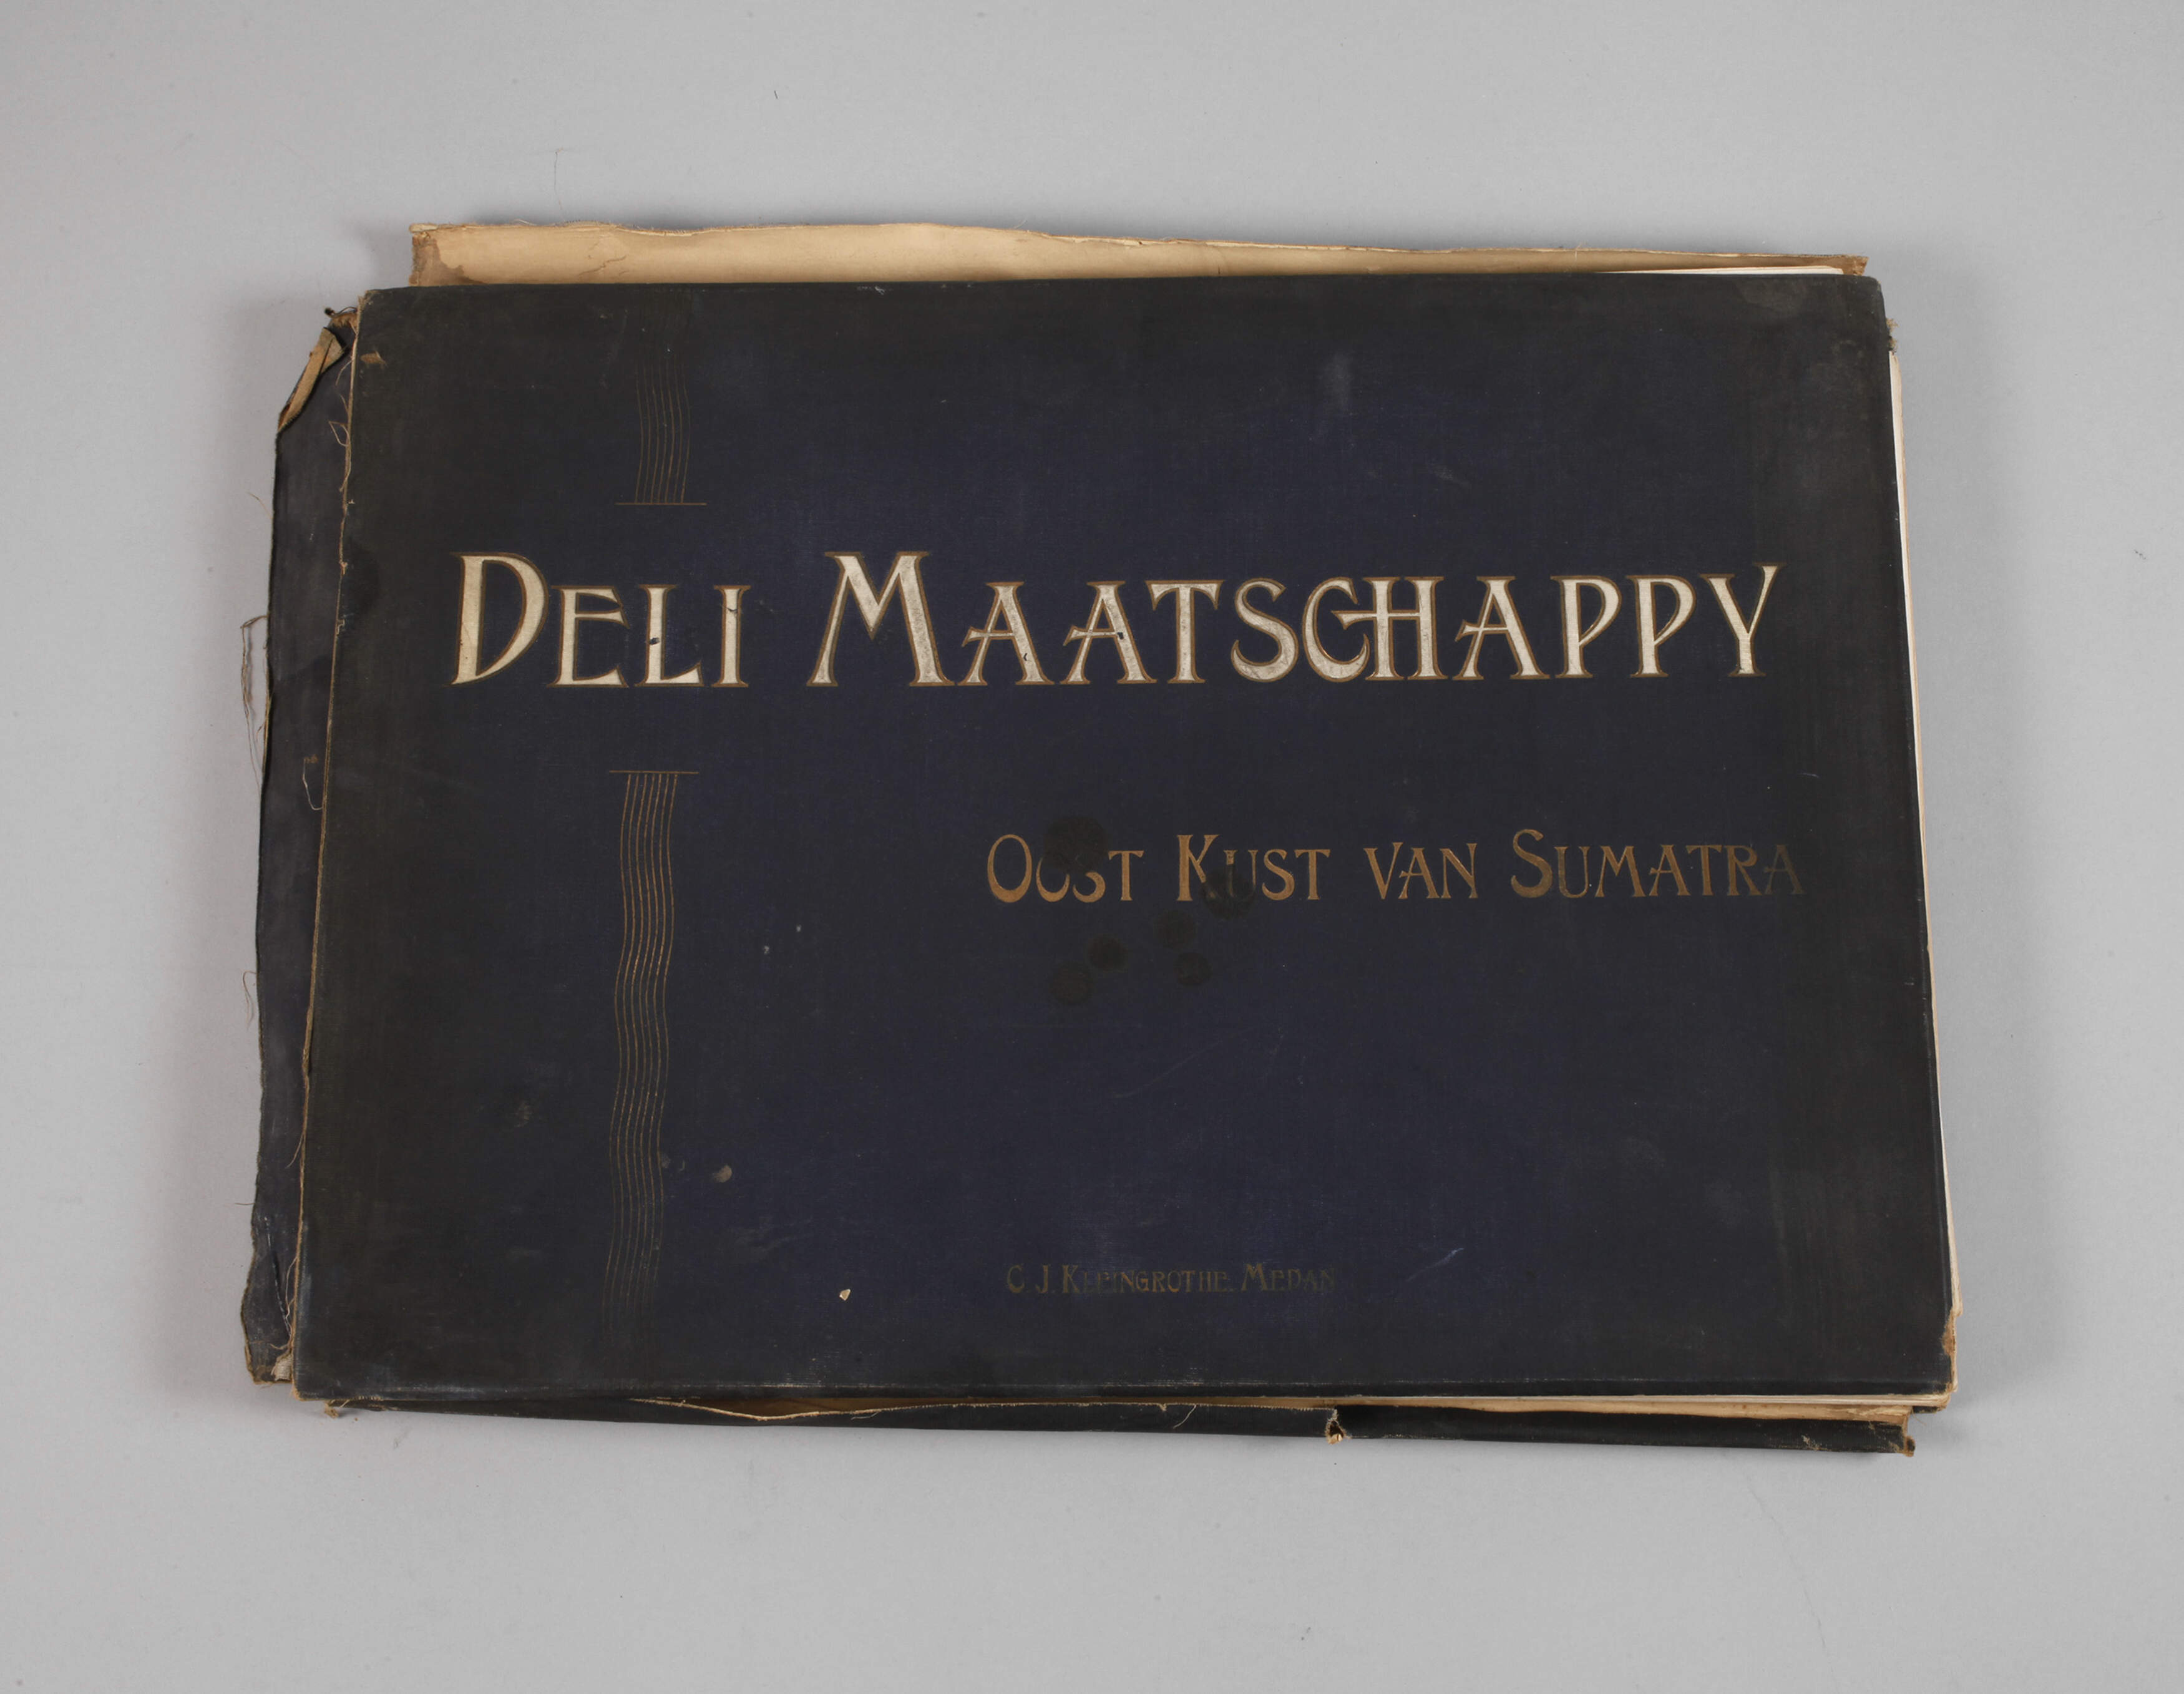 DELI MAATSCHAPPY
OOST KUST VAN SUMATRA
C. J. KLEINGROTHE. MEDAN